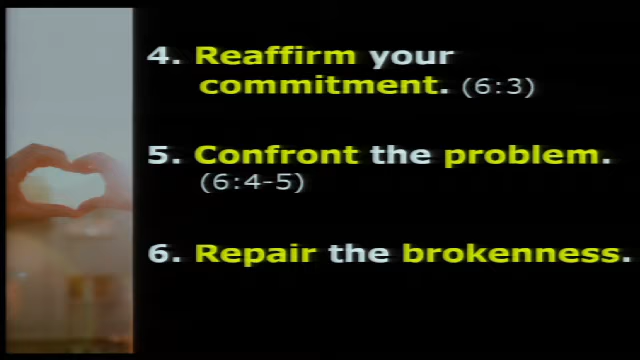 4. Reaffirm your
commitment. (6:3)
5. Confront the problem.
(6:4-5)
6. Repair the brokenness.